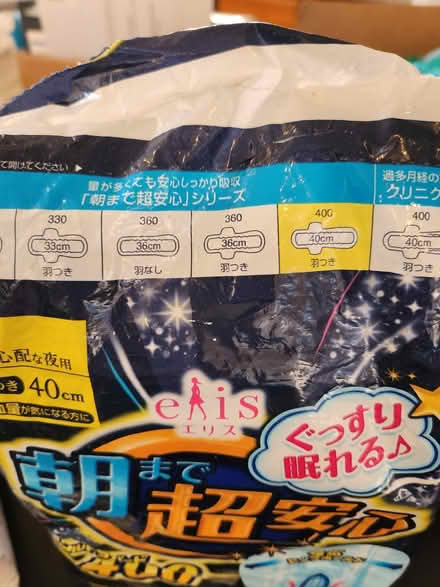 て開けてください ▶
量が多くても安心しっかり吸収
「朝まで超安心」シリーズ
過多月経の
クリニク
330
33cm
羽つき
360
36cm
羽なし
360
36cm
羽つき
400
40cm
羽つき
400
40cm
羽つき
心配な夜用
つき 40cm
量が気になる方に
elis
エリス
ぐっすり
眠れる♪
朝まで
超安心
400